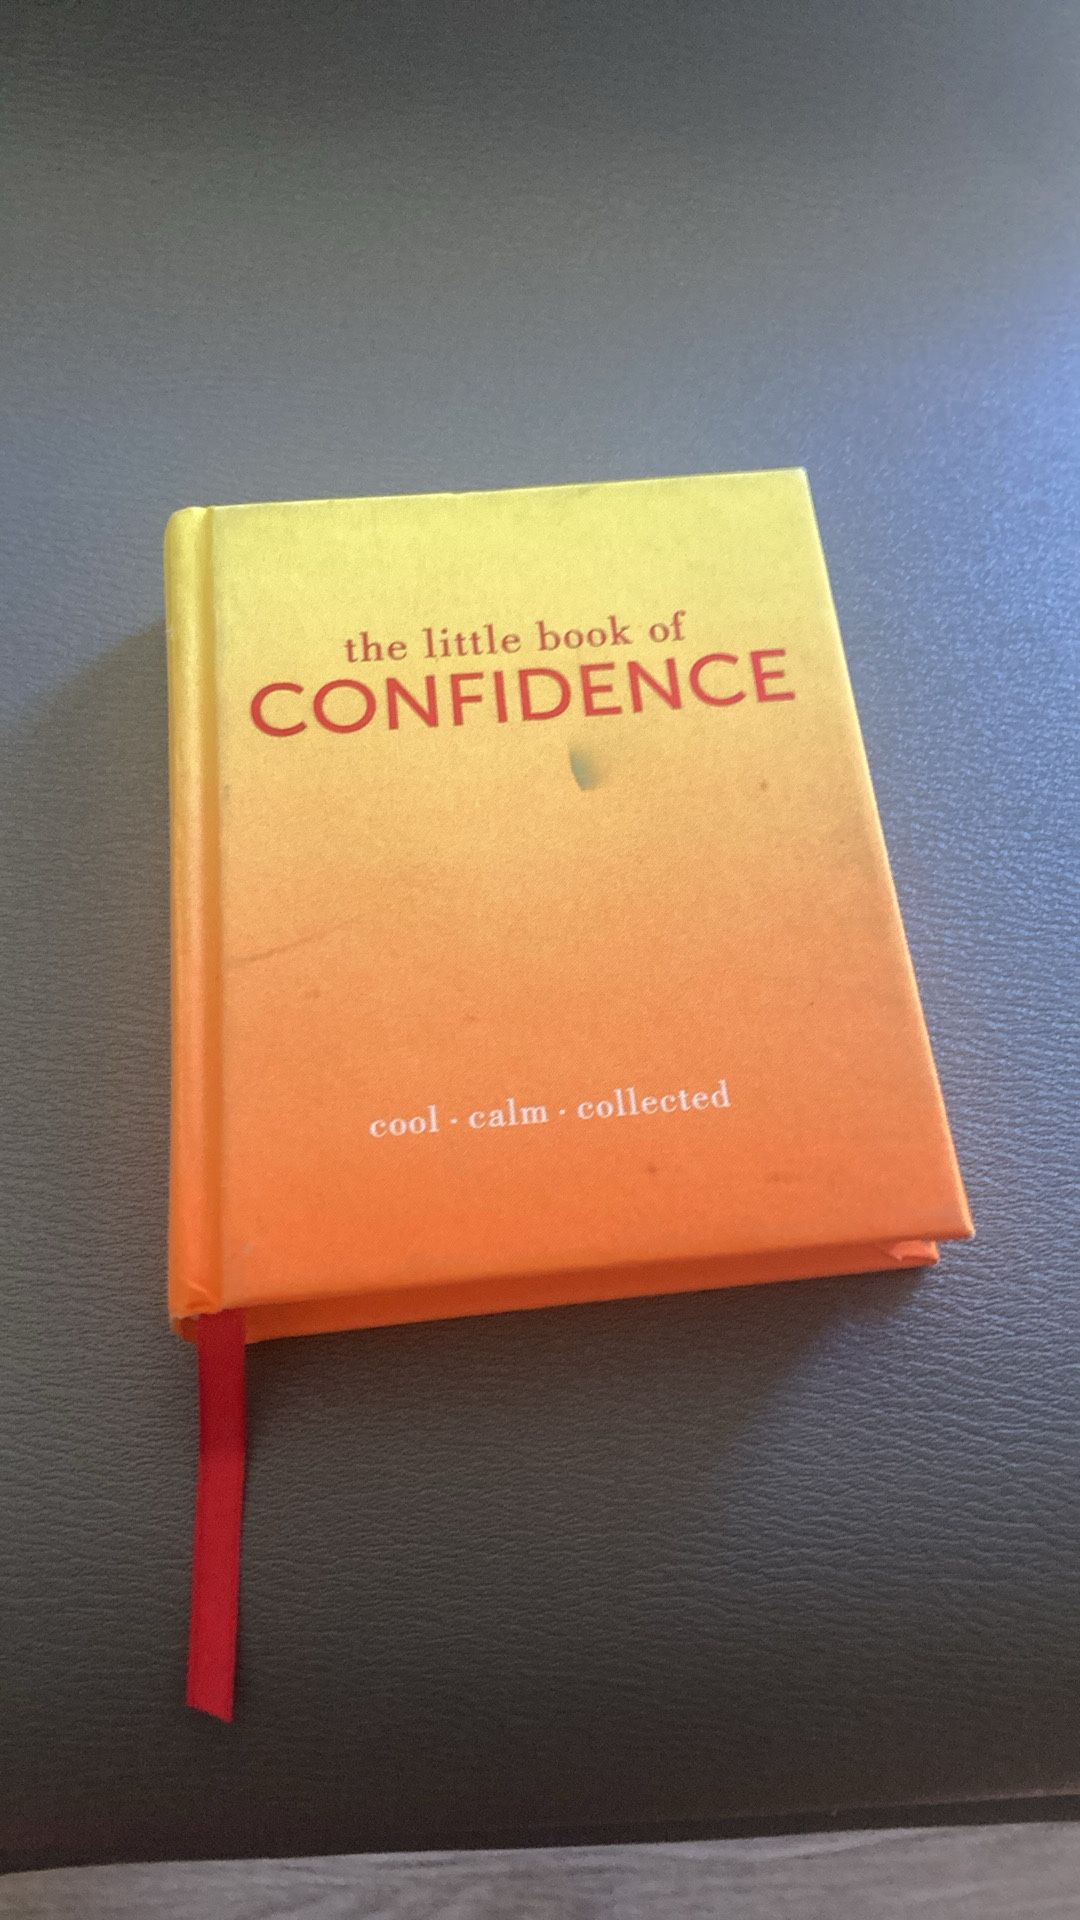 the little book of
CONFIDENCE
cool · calm · collected